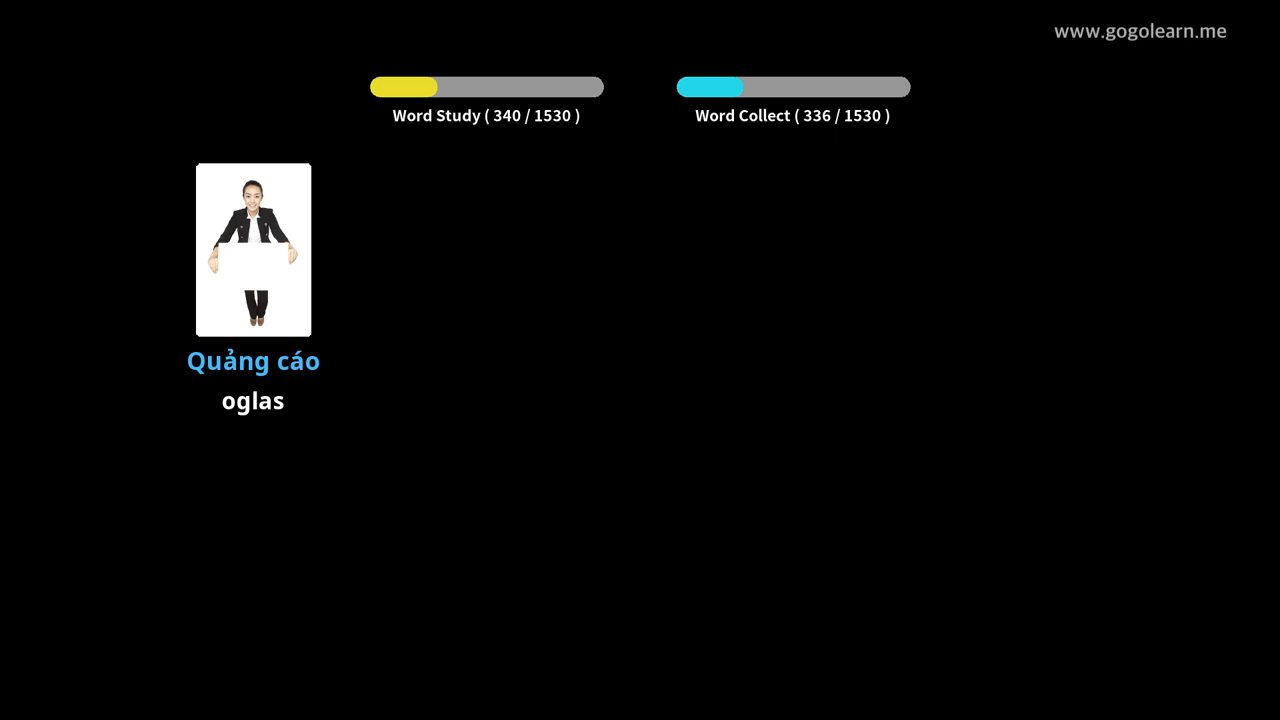 www.gogolearn.me
Word Study ( 340 / 1530 )
Word Collect ( 336 / 1530 )
Quảng cáo
oglas